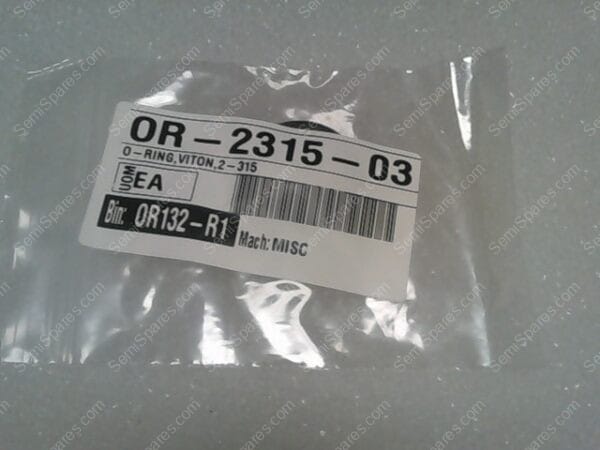 OR-2315-03
O-RING,VITON,2-315
UOM EA
Bin: OR132-R1
Mach: MISC
SemiSpares.com